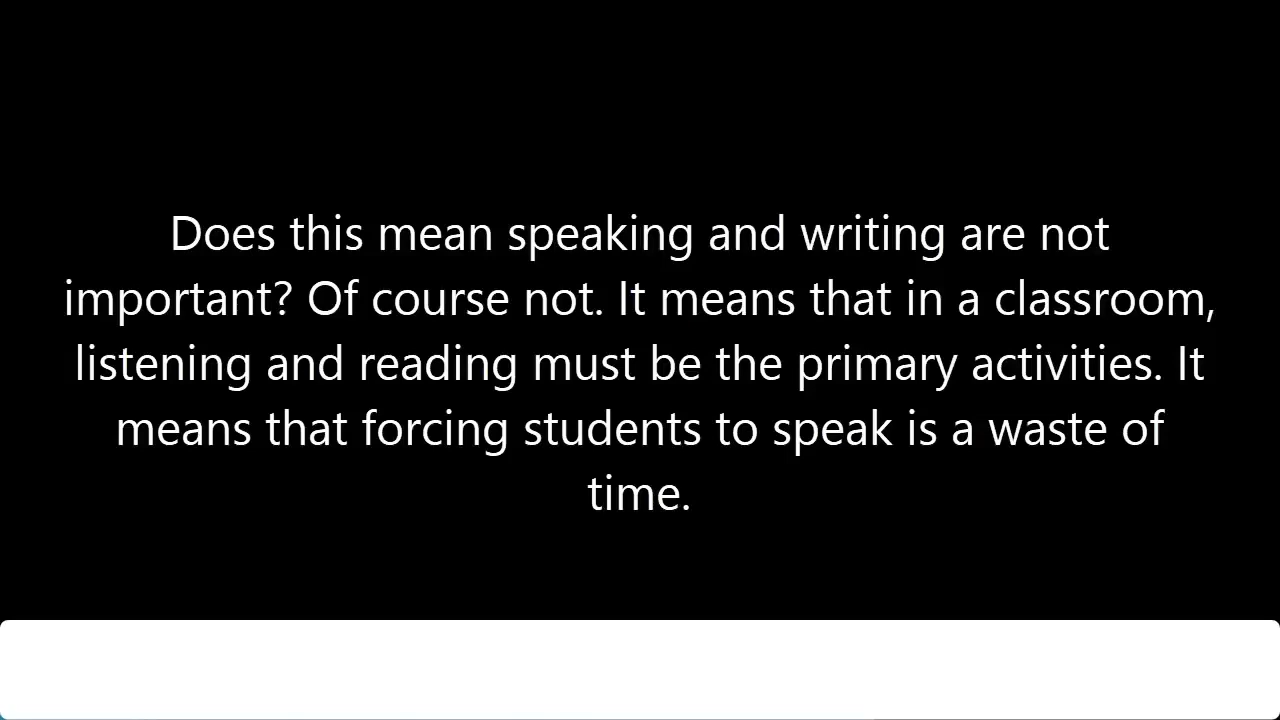 Does this mean speaking and writing are not
important? Of course not. It means that in a classroom,
listening and reading must be the primary activities. It
means that forcing students to speak is a waste of
time.